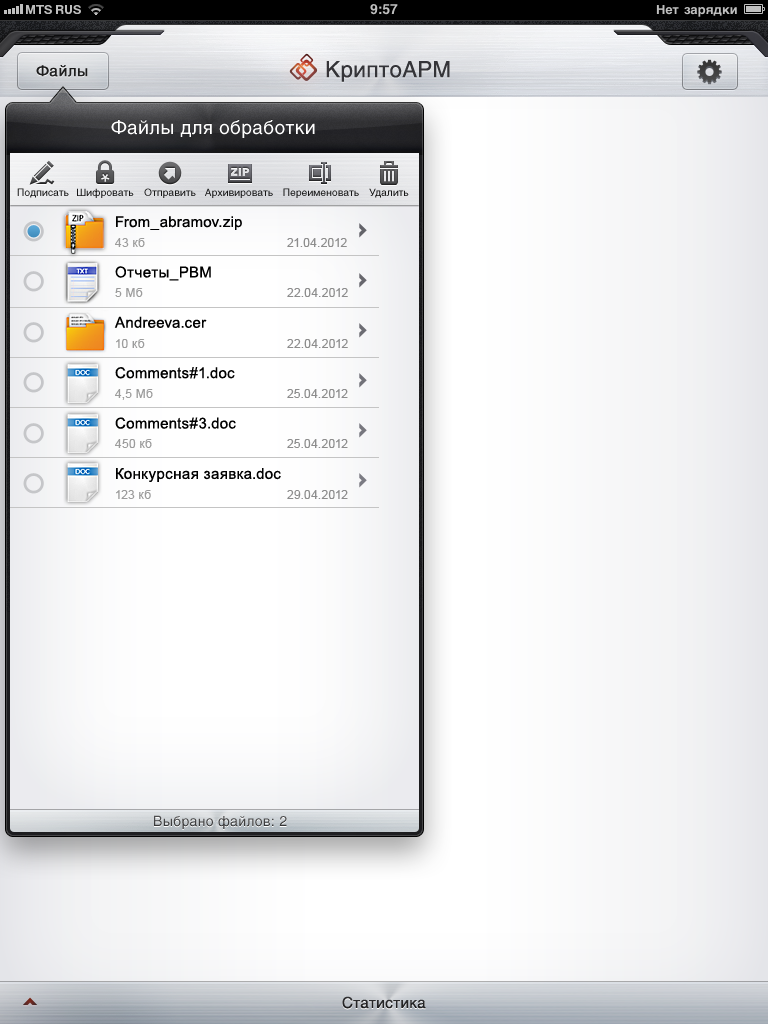 MTS RUS 9:57 Нет зарядки
Файлы
КриптоАРМ
Файлы для обработки
ZIP
Подписать Шифровать Отправить Архивировать Переименовать Удалить
ZIP
From_abramov.zip
43 кб 21.04.2012
TXT
Отчеты_РВМ
5 Мб 22.04.2012
Andreeva.cer
10 кб 22.04.2012
DOC
Comments#1.doc
4,5 Мб 25.04.2012
DOC
Comments#3.doc
450 кб 25.04.2012
DOC
Конкурсная заявка.doc
123 кб 29.04.2012
Выбрано файлов: 2
Статистика